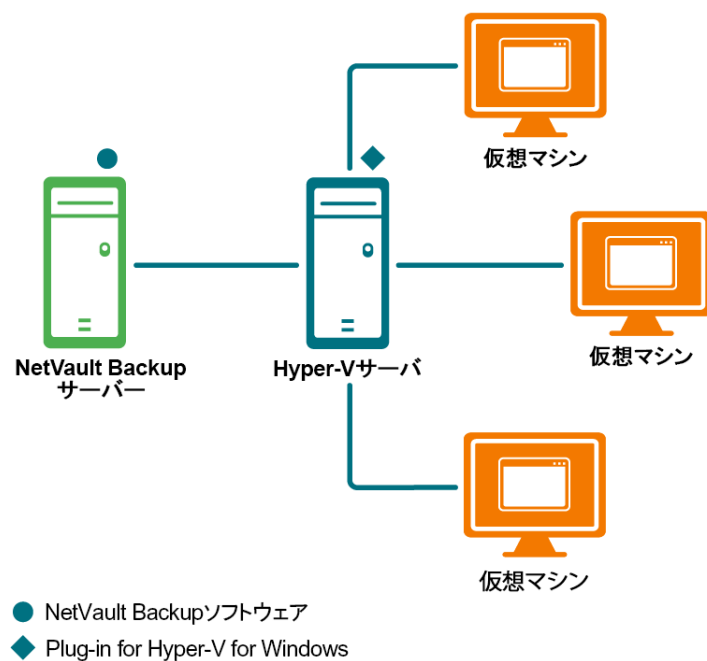 仮想マシン
NetVault Backup
サーバー
Hyper-Vサーバ
仮想マシン
仮想マシン
NetVault Backupソフトウェア
Plug-in for Hyper-V for Windows